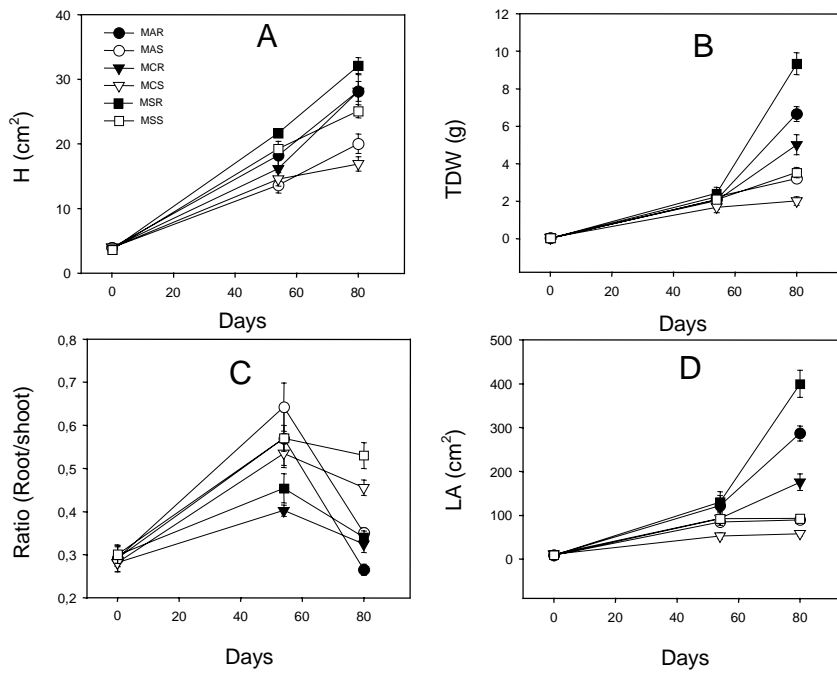 A
40
30
20
10
0
H (cm²)
MAR
MAS
MCR
MCS
MSR
MSS
0 20 40 60 80
Days
B
12
10
8
6
4
2
0
TDW (g)
0 20 40 60 80
Days
C
0,8
0,7
0,6
0,5
0,4
0,3
0,2
Ratio (Root/shoot)
0 20 40 60 80
Days
D
500
400
300
200
100
0
LA (cm²)
0 20 40 60 80
Days